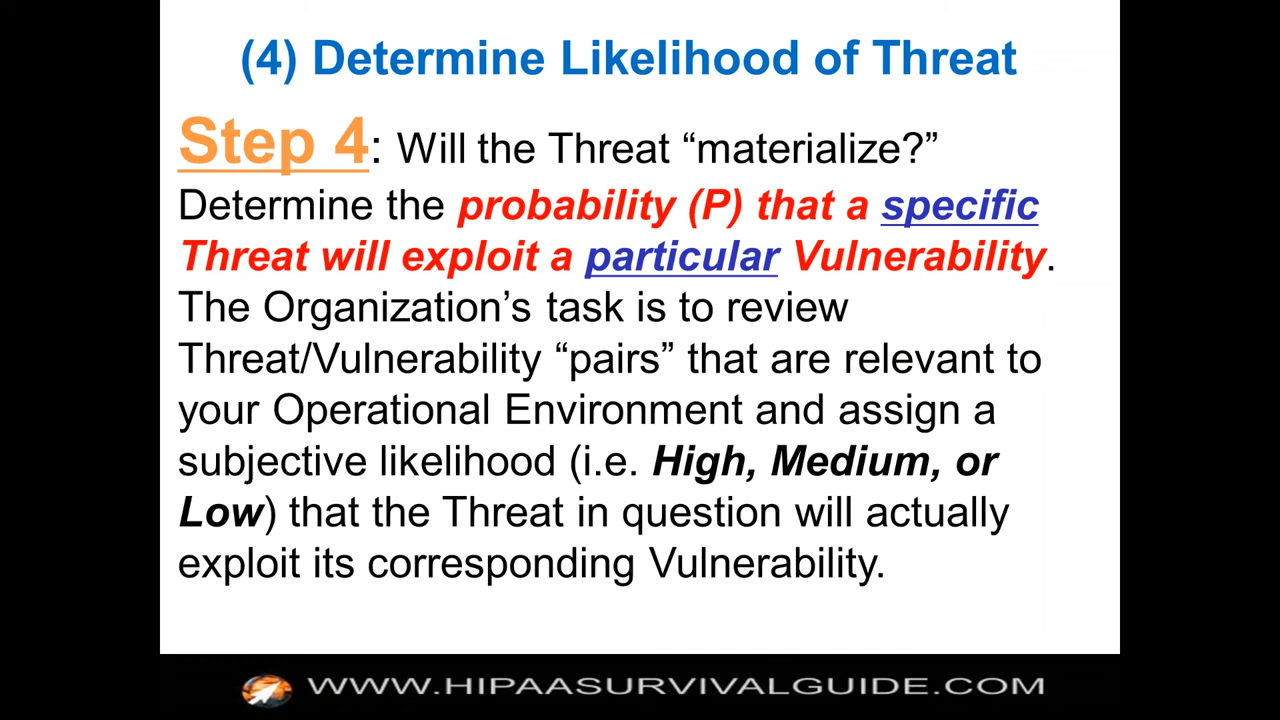 (4) Determine Likelihood of Threat
Step 4: Will the Threat “materialize?”
Determine the probability (P) that a specific
Threat will exploit a particular Vulnerability.
The Organization’s task is to review
Threat/Vulnerability “pairs” that are relevant to
your Operational Environment and assign a
subjective likelihood (i.e. High, Medium, or
Low) that the Threat in question will actually
exploit its corresponding Vulnerability.
WWW.HIPAASURVIVALGUIDE.COM